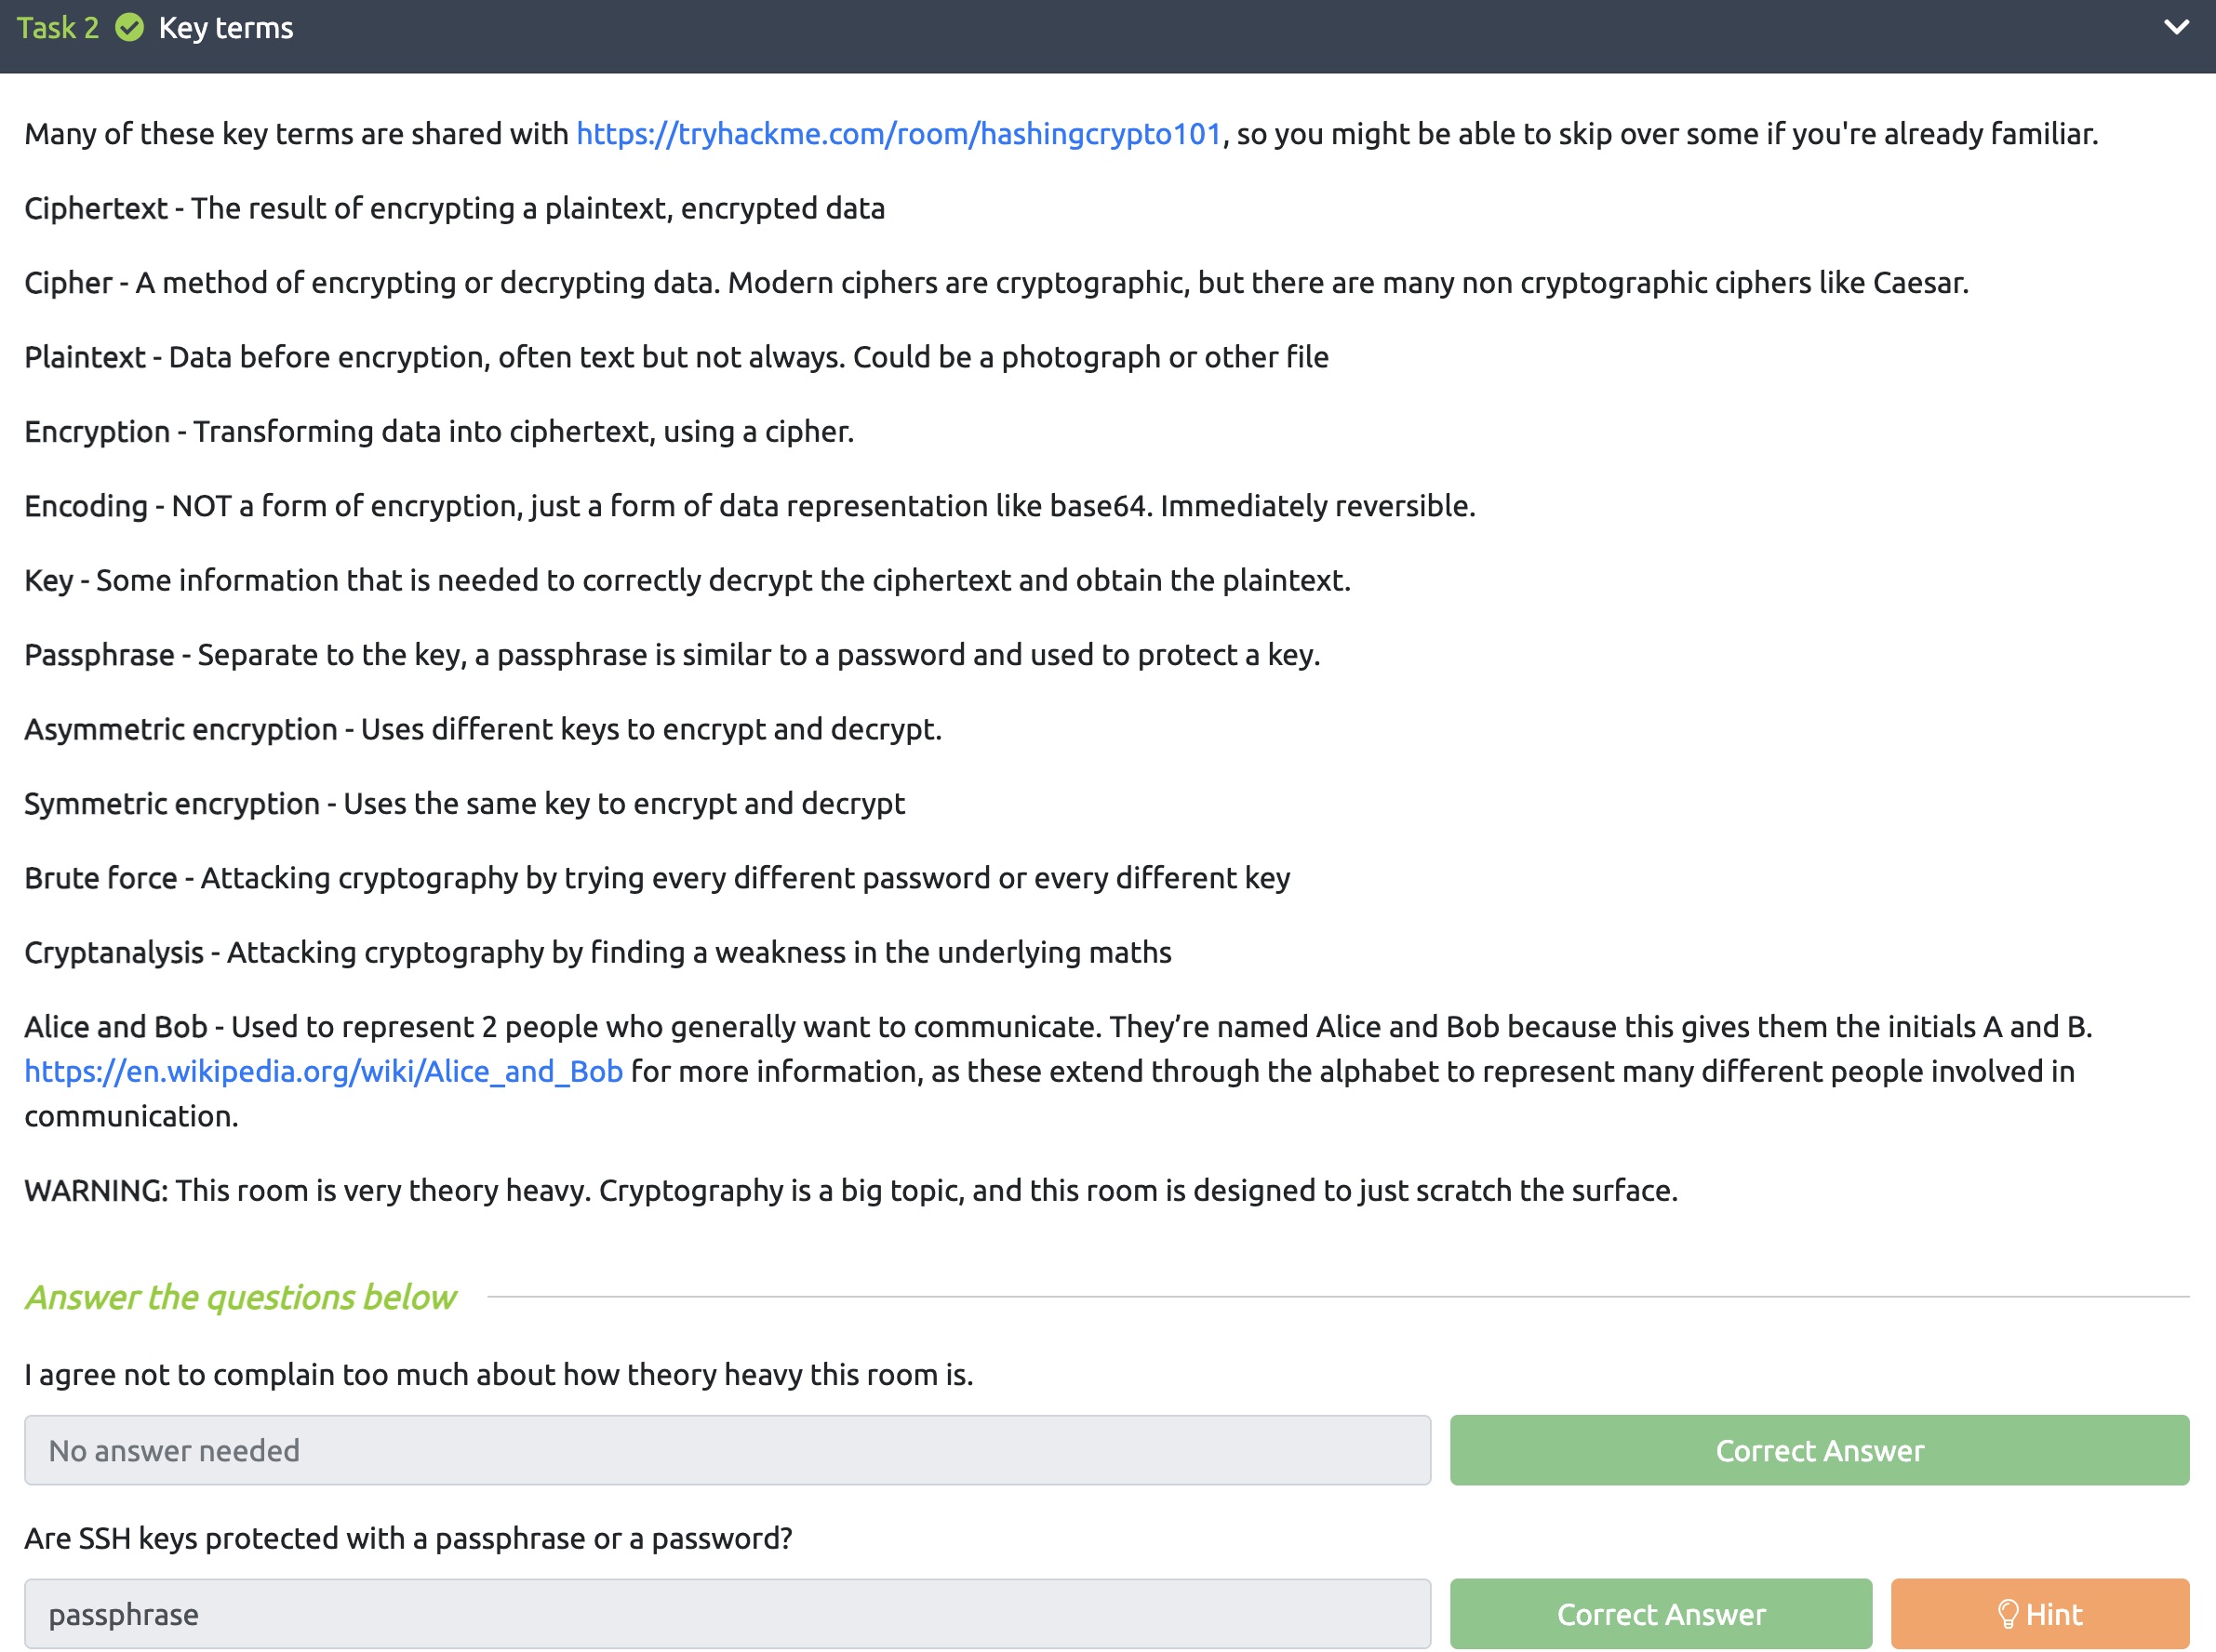 Task 2 Key terms
Many of these key terms are shared with https://tryhackme.com/room/hashingcrypto101, so you might be able to skip over some if you're already familiar.
Ciphertext - The result of encrypting a plaintext, encrypted data
Cipher - A method of encrypting or decrypting data. Modern ciphers are cryptographic, but there are many non cryptographic ciphers like Caesar.
Plaintext - Data before encryption, often text but not always. Could be a photograph or other file
Encryption - Transforming data into ciphertext, using a cipher.
Encoding - NOT a form of encryption, just a form of data representation like base64. Immediately reversible.
Key - Some information that is needed to correctly decrypt the ciphertext and obtain the plaintext.
Passphrase - Separate to the key, a passphrase is similar to a password and used to protect a key.
Asymmetric encryption - Uses different keys to encrypt and decrypt.
Symmetric encryption - Uses the same key to encrypt and decrypt
Brute force - Attacking cryptography by trying every different password or every different key
Cryptanalysis - Attacking cryptography by finding a weakness in the underlying maths
Alice and Bob - Used to represent 2 people who generally want to communicate. They’re named Alice and Bob because this gives them the initials A and B.
https://en.wikipedia.org/wiki/Alice_and_Bob for more information, as these extend through the alphabet to represent many different people involved in
communication.
WARNING: This room is very theory heavy. Cryptography is a big topic, and this room is designed to just scratch the surface.
Answer the questions below
I agree not to complain too much about how theory heavy this room is.
No answer needed Correct Answer
Are SSH keys protected with a passphrase or a password?
passphrase Correct Answer Hint